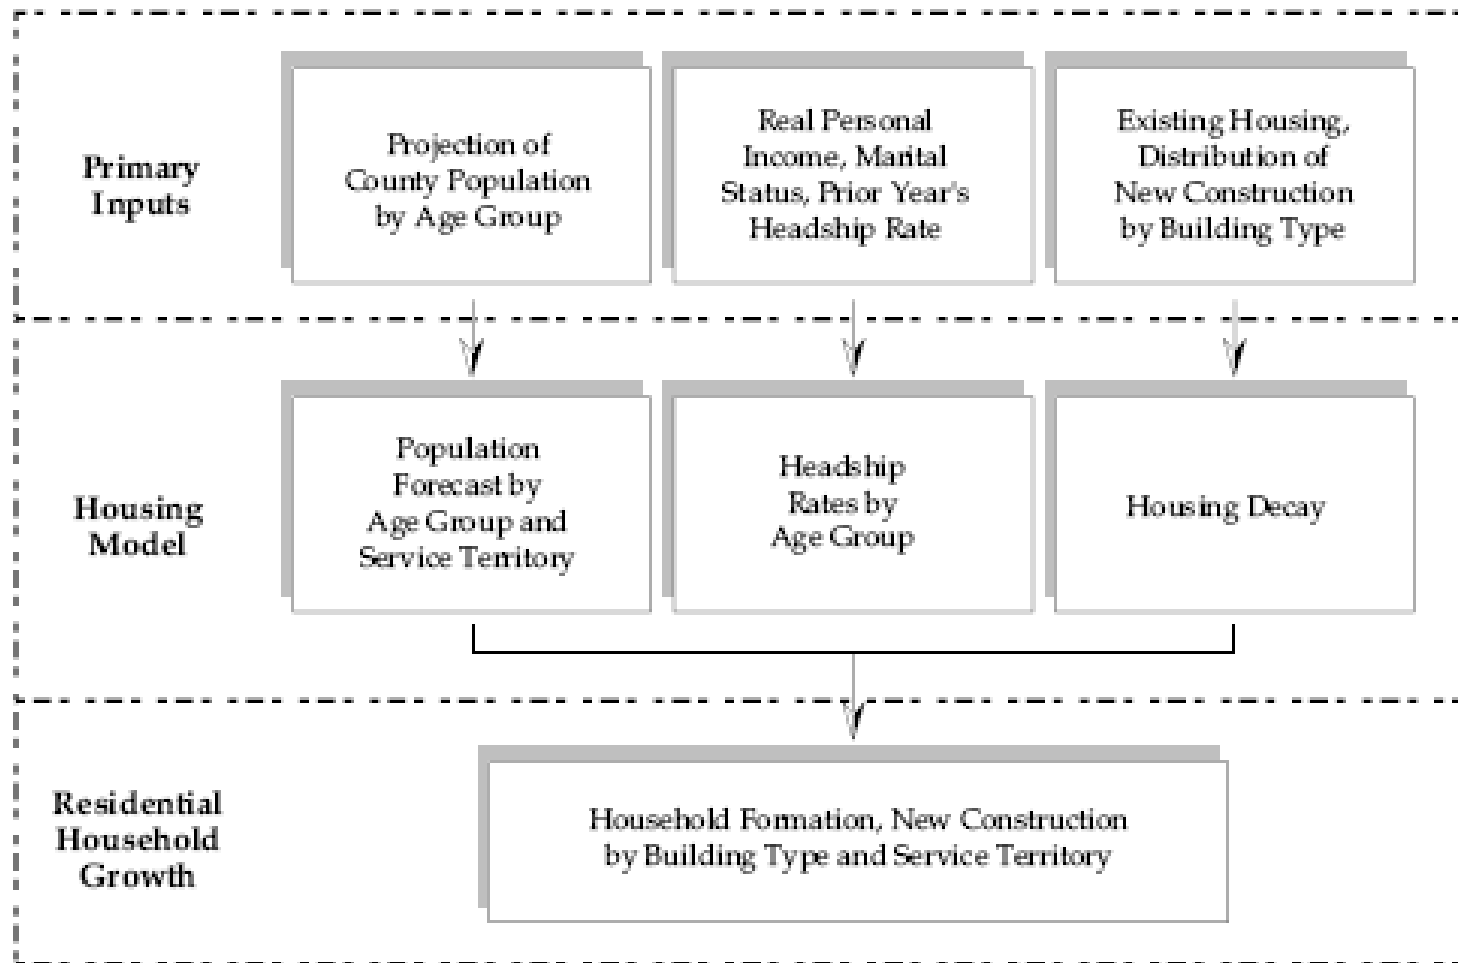 Primary
Inputs
Projection of
County Population
by Age Group
Real Personal
Income, Marital
Status, Prior Year's
Headship Rate
Existing Housing,
Distribution of
New Construction
by Building Type
Housing
Model
Population
Forecast by
Age Group and
Service Territory
Headship
Rates by
Age Group
Housing Decay
Residential
Household
Growth
Household Formation, New Construction
by Building Type and Service Territory